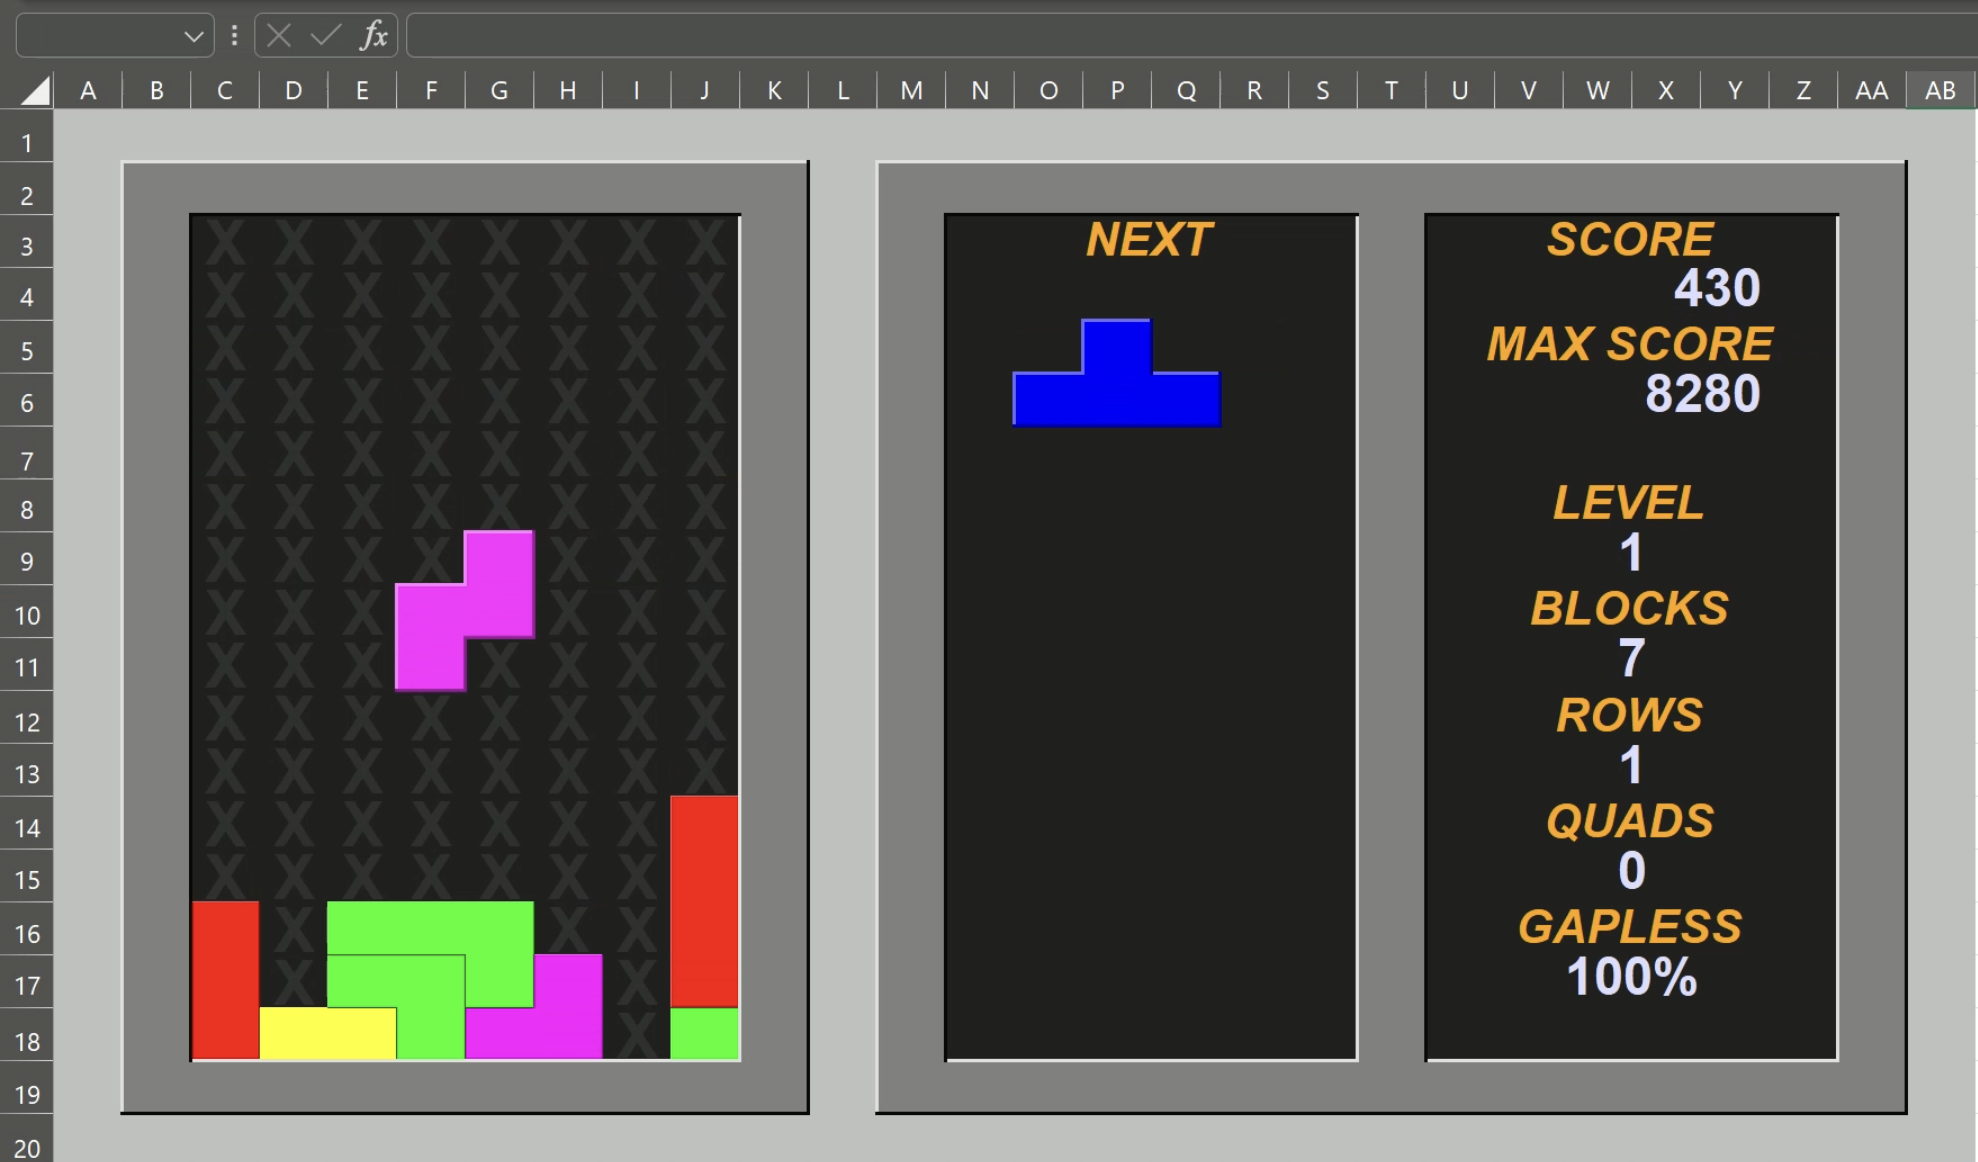 fx
A B C D E F G H I J K L M N O P Q R S T U V W X Y Z AA AB
1
2
3 X X X X X X X X NEXT SCORE
4 X X X X X X X X 430
5 X X X X X X X X MAX SCORE
6 X X X X X X X X 8280
7 X X X X X X X X
8 X X X X X X X X LEVEL
9 X X X X X X X 1
10 X X X X X X BLOCKS
11 X X X X X X X 7
12 X X X X X X X X ROWS
13 X X X X X X X X 1
14 X X X X X X X QUADS
15 X X X X X X X 0
16 X X X GAPLESS
17 X X 100%
18 X
19
20